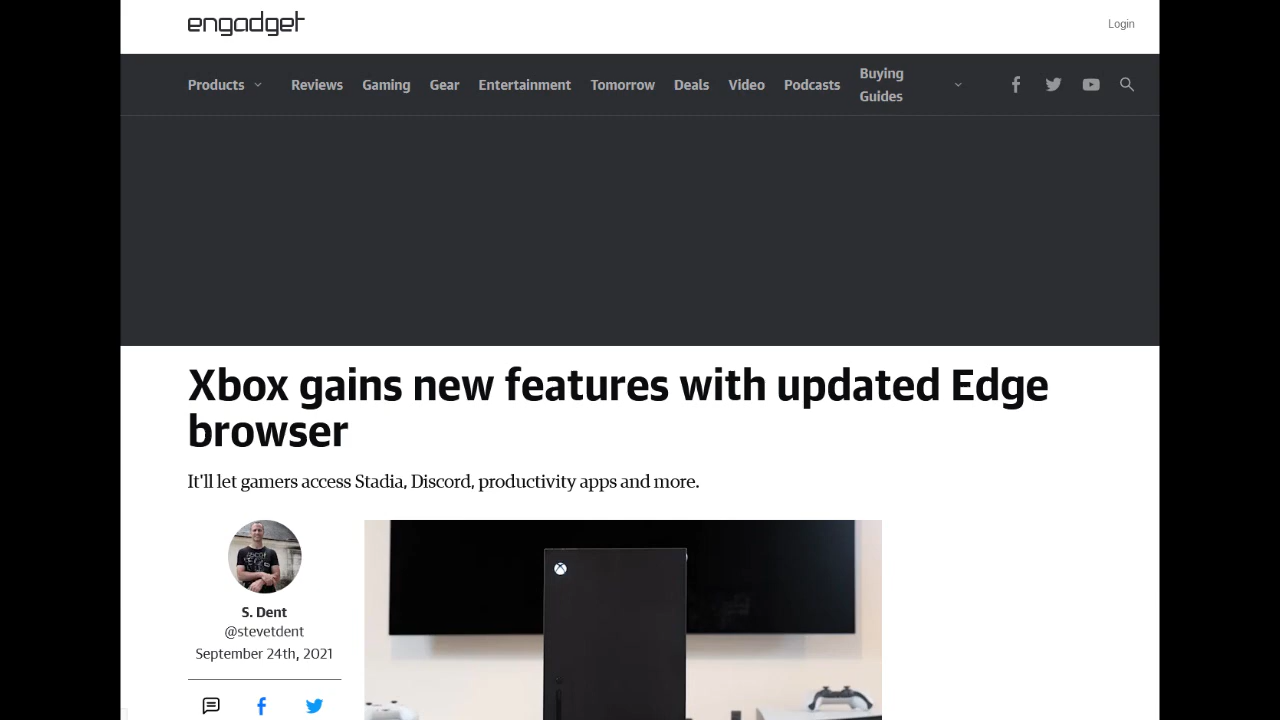 engadget
Login
Products
Reviews
Gaming
Gear
Entertainment
Tomorrow
Deals
Video
Podcasts
Buying
Guides
Xbox gains new features with updated Edge
browser
It'll let gamers access Stadia, Discord, productivity apps and more.
S. Dent
@stevetdent
September 24th, 2021